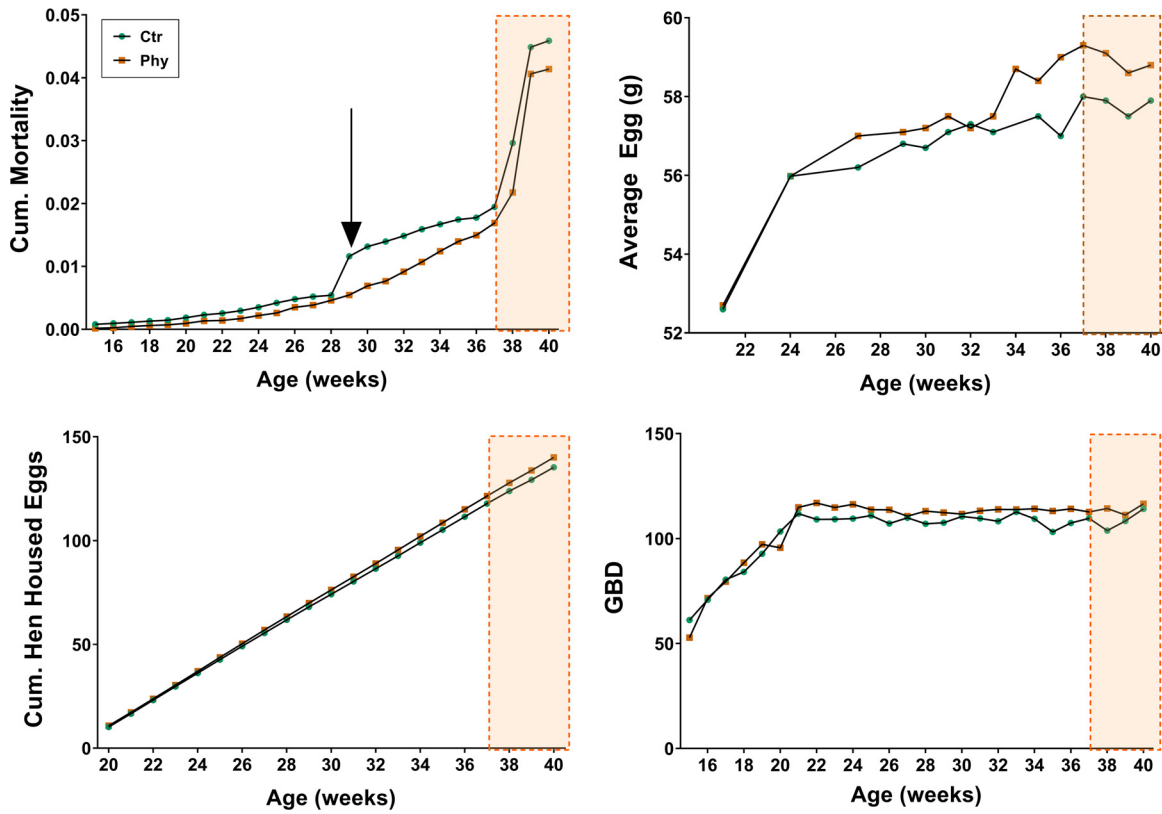 0.05
0.04
0.03
0.02
0.01
0.00
Cum. Mortality
Ctr
Phy
16 18 20 22 24 26 28 30 32 34 36 38 40
Age (weeks)
60
58
56
54
52
Average Egg (g)
22 24 26 28 30 32 34 36 38 40
Age (weeks)
150
100
50
0
Cum. Hen Housed Eggs
20 22 24 26 28 30 32 34 36 38 40
Age (weeks)
150
100
50
0
GBD
16 18 20 22 24 26 28 30 32 34 36 38 40
Age (weeks)